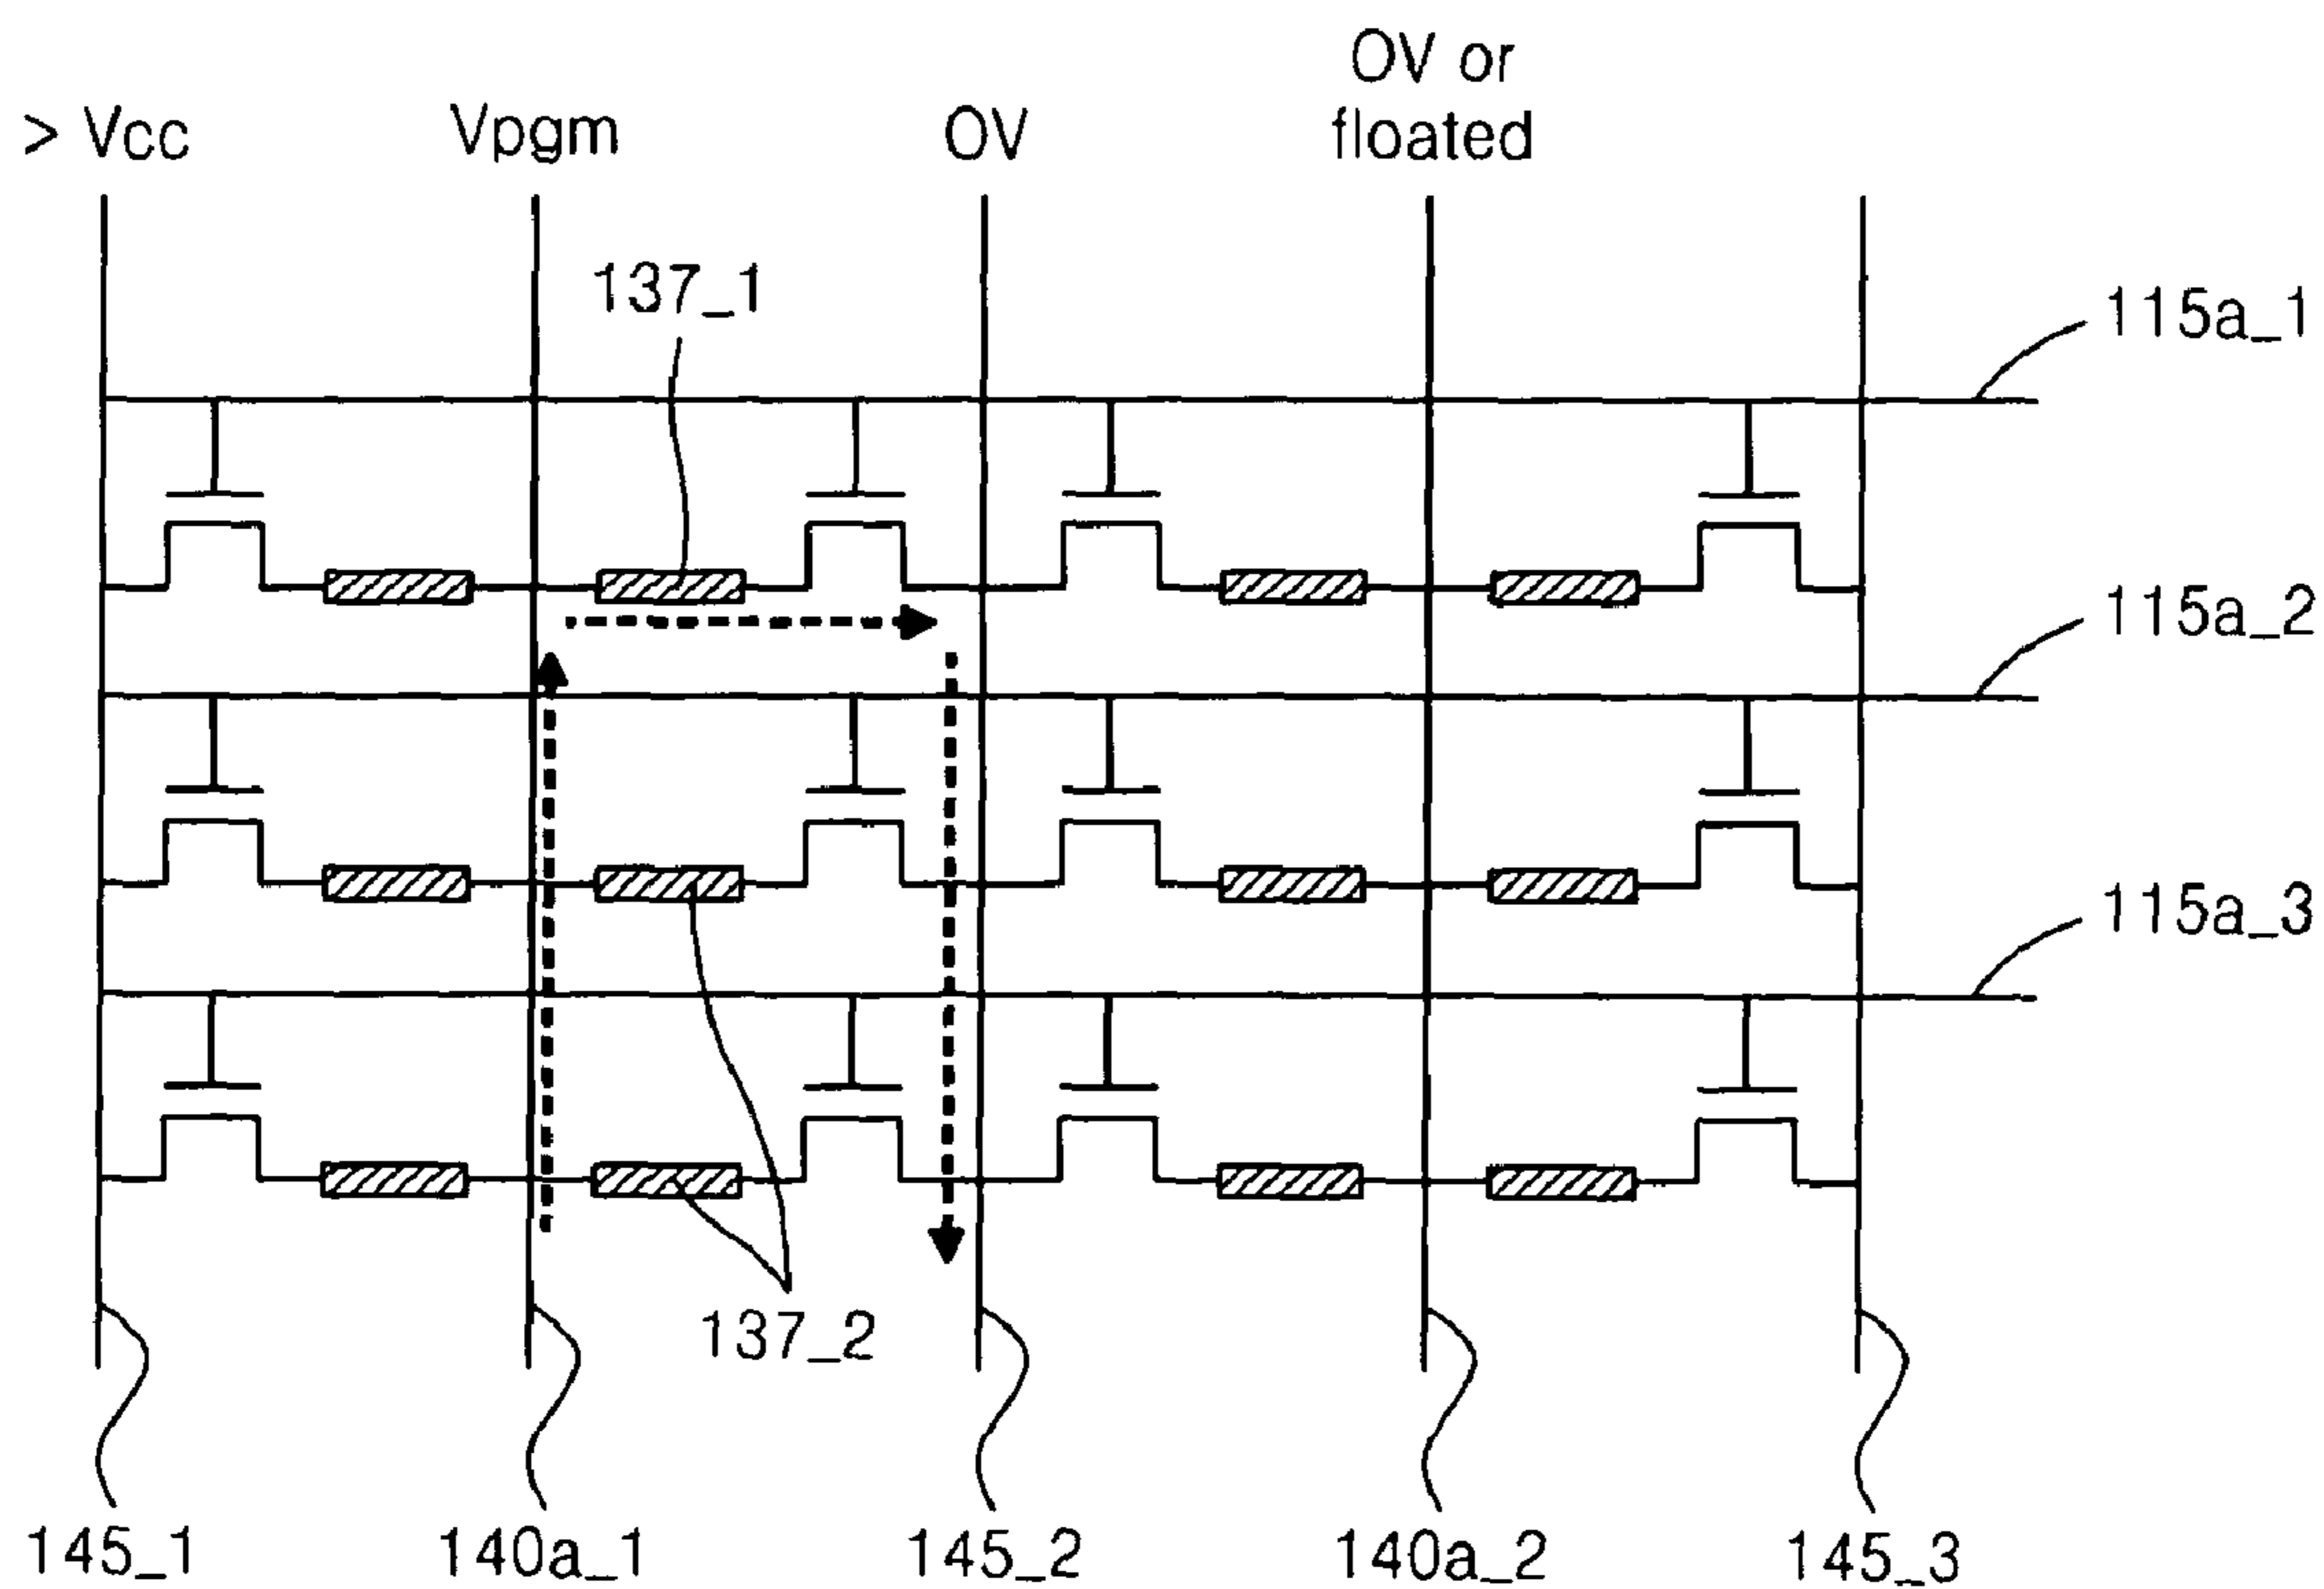 OV or
> Vcc Vpgm OV floated
137_1
115a_1
115a_2
115a_3
137_2
145_1 140a_1 145_2 140a_2 145_3